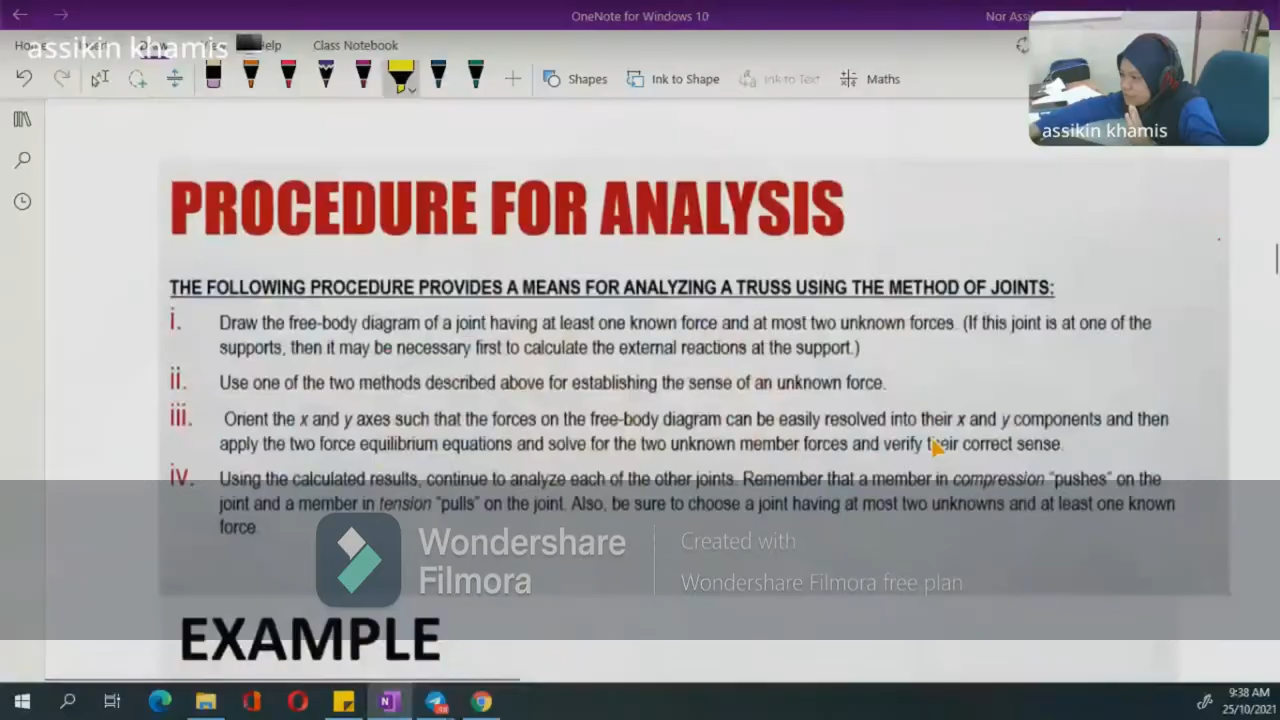 OneNote for Windows 10
Nor Assi
assikin khamis
Help
Class Notebook
Shapes
Ink to Shape
Ink to Text
Maths
assikin khamis
PROCEDURE FOR ANALYSIS
THE FOLLOWING PROCEDURE PROVIDES A MEANS FOR ANALYZING A TRUSS USING THE METHOD OF JOINTS:
i. Draw the free-body diagram of a joint having at least one known force and at most two unknown forces. (If this joint is at one of the
supports, then it may be necessary first to calculate the external reactions at the support.)
ii. Use one of the two methods described above for establishing the sense of an unknown force.
iii. Orient the x and y axes such that the forces on the free-body diagram can be easily resolved into their x and y components and then
apply the two force equilibrium equations and solve for the two unknown member forces and verify their correct sense.
iv. Using the calculated results, continue to analyze each of the other joints. Remember that a member in compression "pushes" on the
joint and a member in tension "pulls" on the joint. Also, be sure to choose a joint having at most two unknowns and at least one known
force.
Wondershare
Filmora
Created with
Wondershare Filmora free plan
EXAMPLE
9:38 AM
25/10/2021